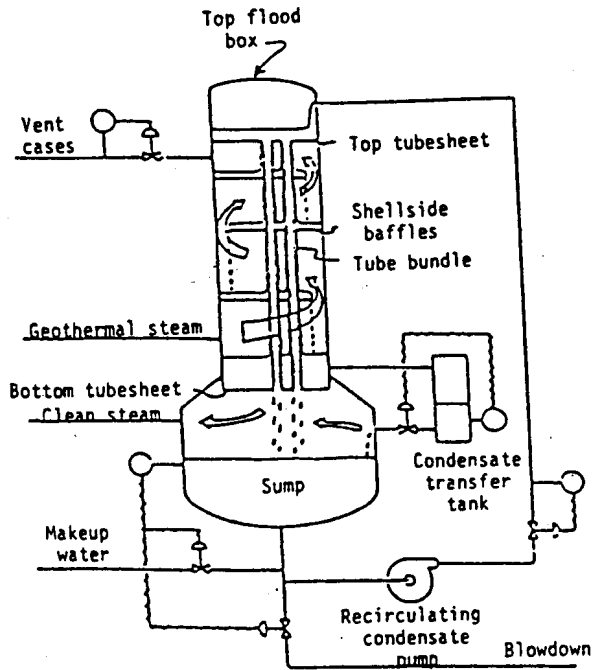 Top flood
box
Vent
cases
Top tubesheet
Shellside
baffles
Tube bundle
Geothermal steam
Bottom tubesheet
Clean steam
Condensate
transfer
tank
Sump
Makeup
water
Recirculating
condensate
pump
Blowdown